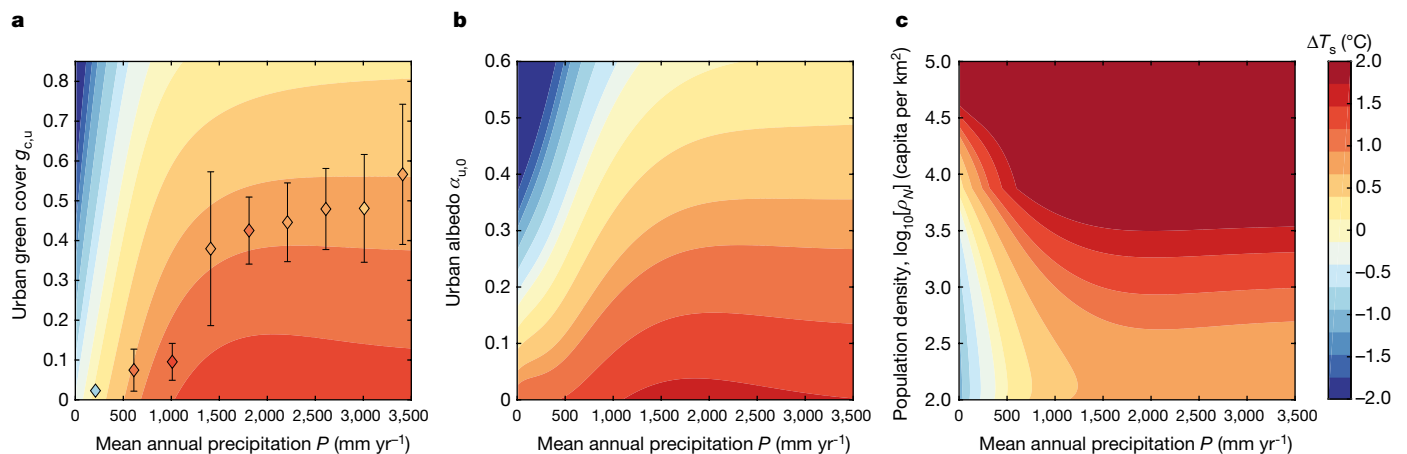 a
Urban green cover g_c,u
0.8
0.7
0.6
0.5
0.4
0.3
0.2
0.1
0
0 500 1,000 1,500 2,000 2,500 3,000 3,500
Mean annual precipitation P (mm yr⁻¹)
b
Urban albedo α_u,0
0.6
0.5
0.4
0.3
0.2
0.1
0
0 500 1,000 1,500 2,000 2,500 3,000 3,500
Mean annual precipitation P (mm yr⁻¹)
c
Population density, log₁₀[ρ_N] (capita per km²)
5.0
4.5
4.0
3.5
3.0
2.5
2.0
0 500 1,000 1,500 2,000 2,500 3,000 3,500
Mean annual precipitation P (mm yr⁻¹)
ΔT_s (°C)
2.0
1.5
1.0
0.5
0
−0.5
−1.0
−1.5
−2.0